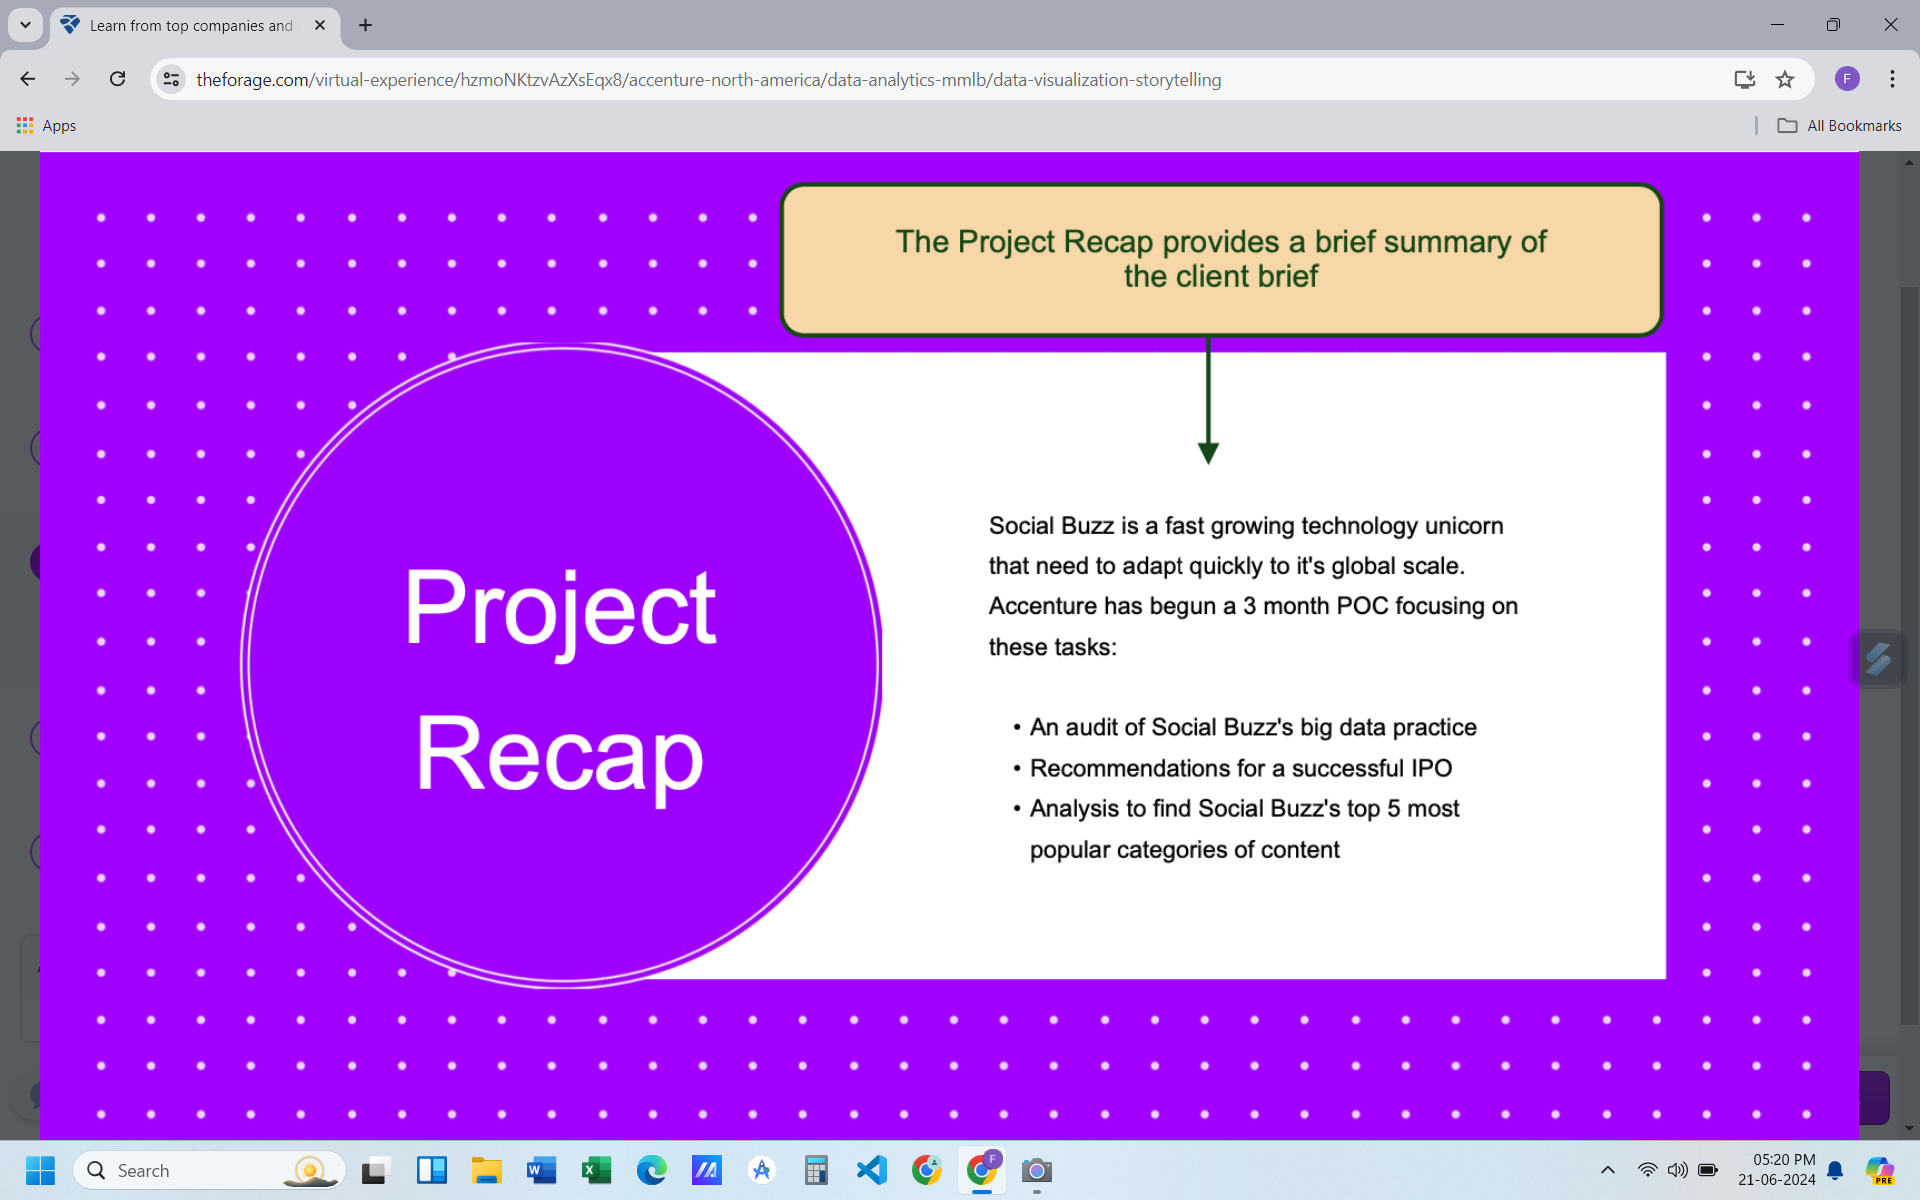 Learn from top companies and
theforage.com/virtual-experience/hzmoNKtzvAzXsEqx8/accenture-north-america/data-analytics-mmlb/data-visualization-storytelling
F
Apps
All Bookmarks
The Project Recap provides a brief summary of
the client brief
Project
Recap
Social Buzz is a fast growing technology unicorn
that need to adapt quickly to it's global scale.
Accenture has begun a 3 month POC focusing on
these tasks:
• An audit of Social Buzz's big data practice
• Recommendations for a successful IPO
• Analysis to find Social Buzz's top 5 most
popular categories of content
Search
F
05:20 PM
21-06-2024
PRE